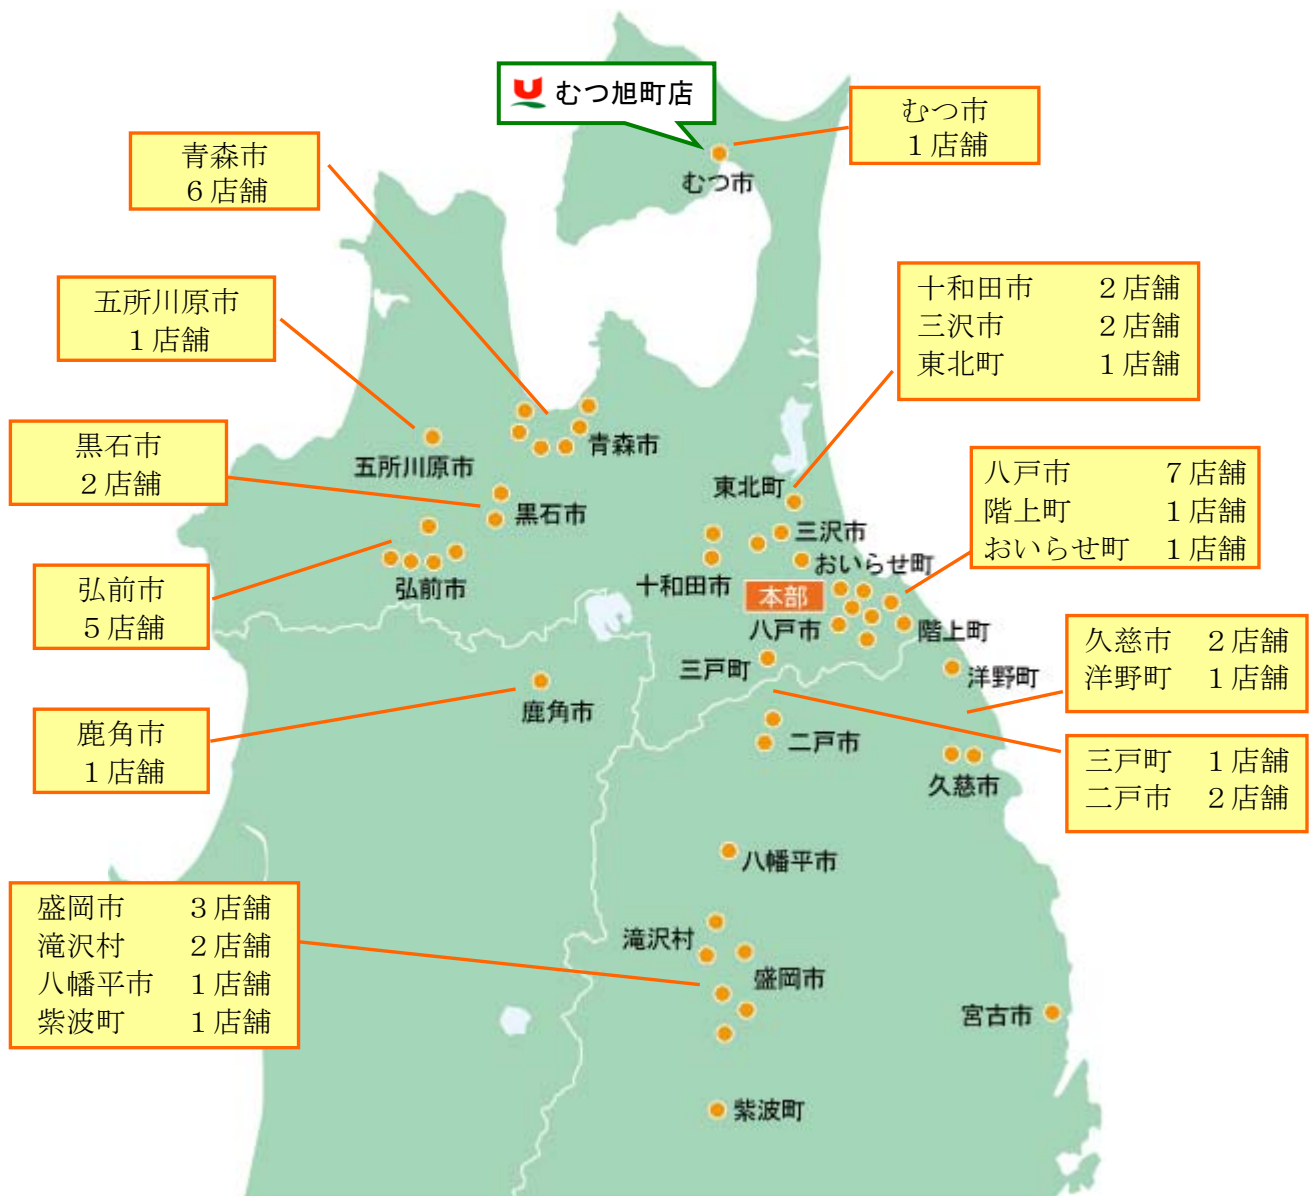 むつ旭町店
むつ市
１店舗
青森市
６店舗
むつ市
五所川原市
１店舗
十和田市 ２店舗
三沢市 ２店舗
東北町 １店舗
黒石市
２店舗
青森市
五所川原市
東北町
黒石市
三沢市
八戸市 ７店舗
階上町 １店舗
おいらせ町 １店舗
おいらせ町
十和田市
弘前市
本部
弘前市
５店舗
八戸市
階上町
久慈市 ２店舗
洋野町 １店舗
三戸町
洋野町
鹿角市
鹿角市
１店舗
二戸市
久慈市
三戸町 １店舗
二戸市 ２店舗
八幡平市
盛岡市 ３店舗
滝沢村 ２店舗
八幡平市 １店舗
紫波町 １店舗
滝沢村
盛岡市
宮古市
紫波町